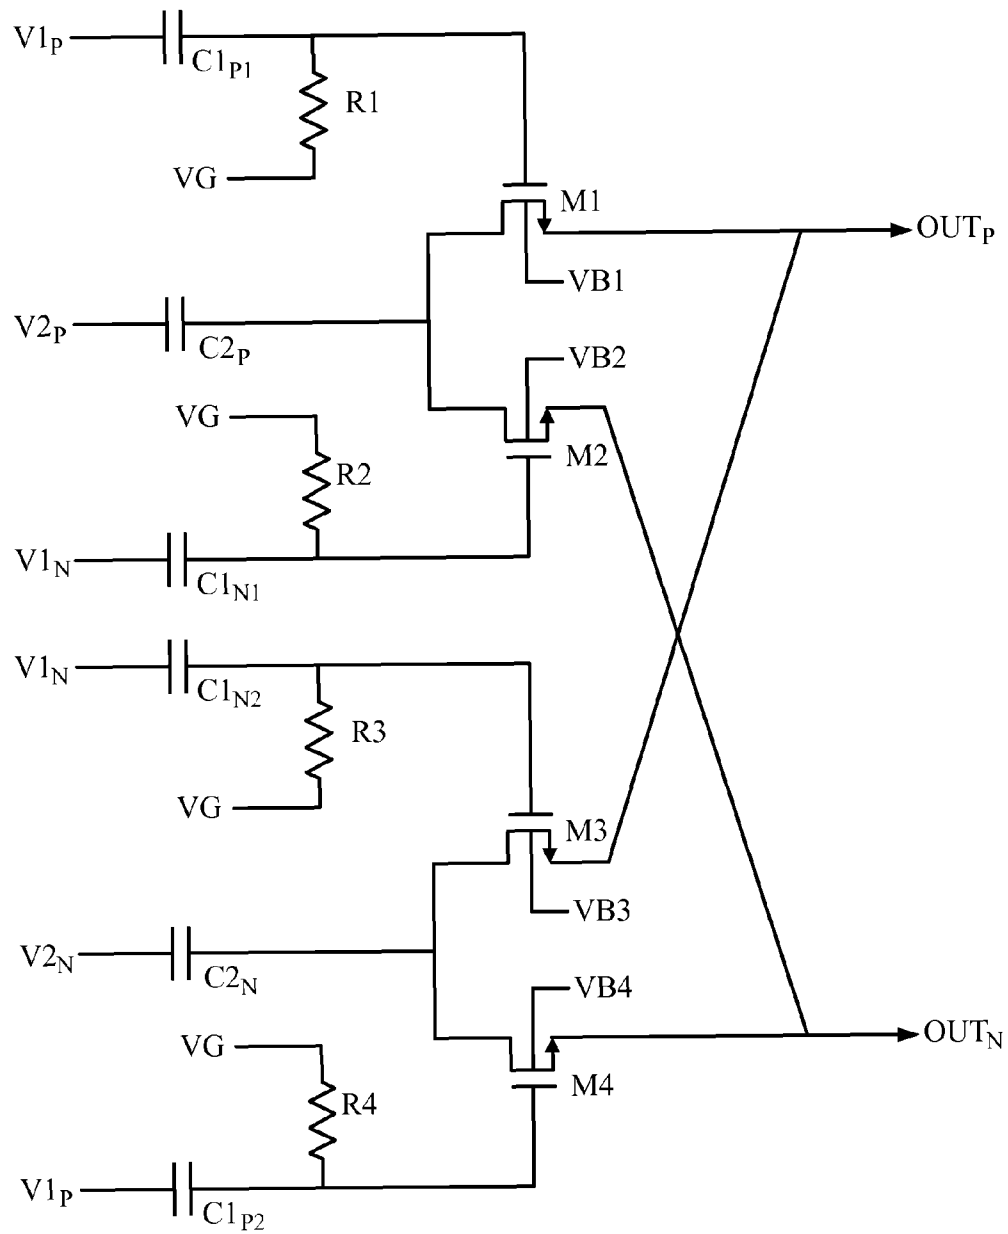 V1P
C1P1
R1
VG
M1
OUTP
VB1
V2P
C2P
VB2
VG
R2
M2
V1N
C1N1
V1N
C1N2
R3
VG
M3
VB3
V2N
C2N
VB4
VG
OUTN
R4
M4
V1P
C1P2